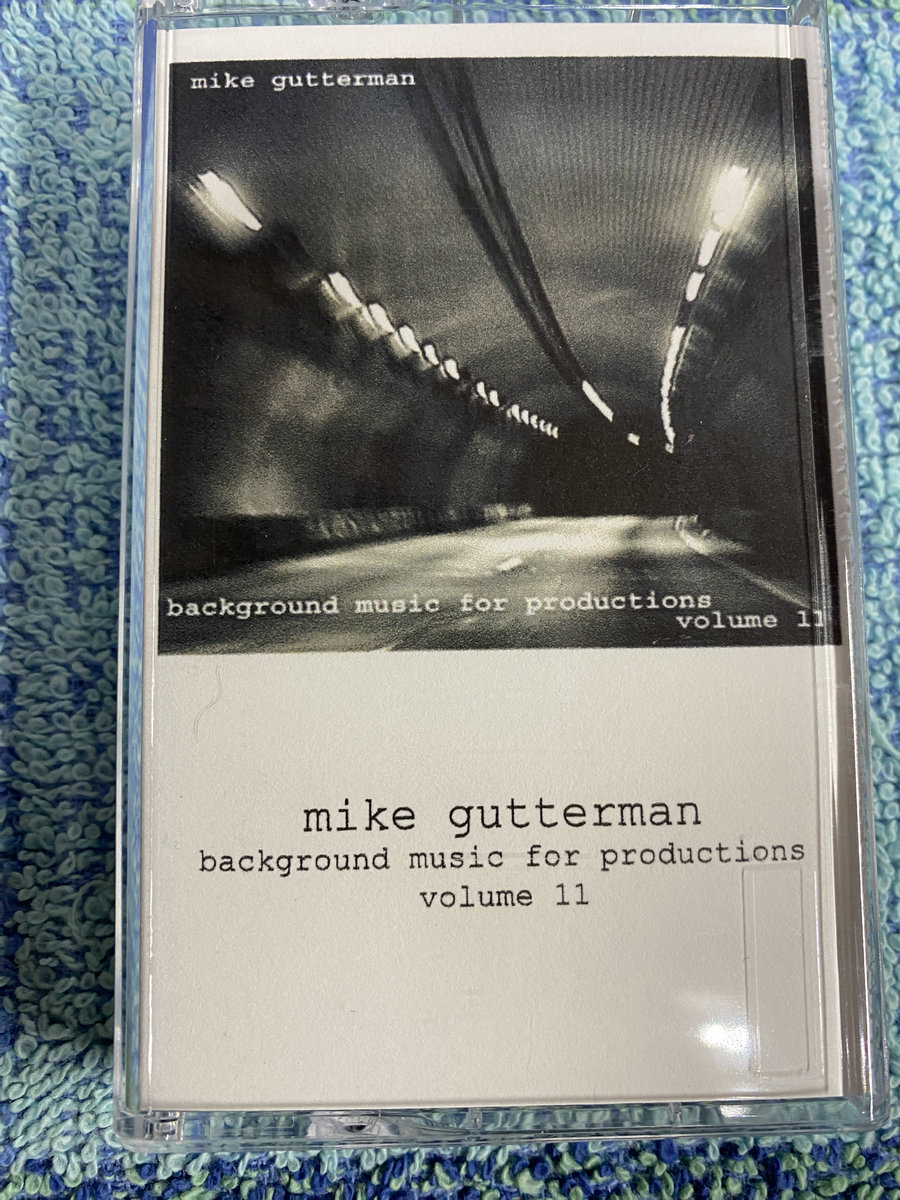 mike gutterman
background music for productions
volume 11
mike gutterman
background music for productions
volume 11